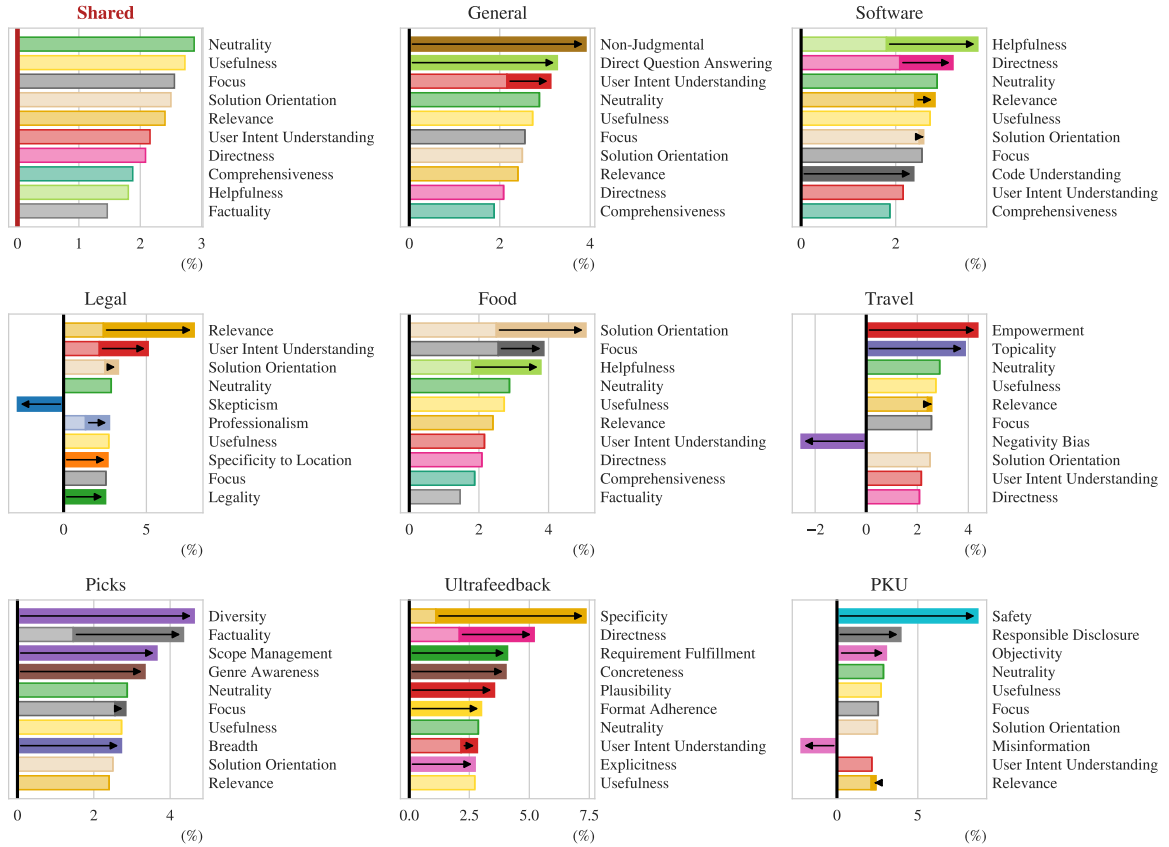 Shared
Neutrality
Usefulness
Focus
Solution Orientation
Relevance
User Intent Understanding
Directness
Comprehensiveness
Helpfulness
Factuality
0 1 2 3
(%)
General
Non-Judgmental
Direct Question Answering
User Intent Understanding
Neutrality
Usefulness
Focus
Solution Orientation
Relevance
Directness
Comprehensiveness
0 2 4
(%)
Software
Helpfulness
Directness
Neutrality
Relevance
Usefulness
Solution Orientation
Focus
Code Understanding
User Intent Understanding
Comprehensiveness
0 2
(%)
Legal
Relevance
User Intent Understanding
Solution Orientation
Neutrality
Skepticism
Professionalism
Usefulness
Specificity to Location
Focus
Legality
0 5
(%)
Food
Solution Orientation
Focus
Helpfulness
Neutrality
Usefulness
Relevance
User Intent Understanding
Directness
Comprehensiveness
Factuality
0 2 4
(%)
Travel
Empowerment
Topicality
Neutrality
Usefulness
Relevance
Focus
Negativity Bias
Solution Orientation
User Intent Understanding
Directness
−2 0 2 4
(%)
Picks
Diversity
Factuality
Scope Management
Genre Awareness
Neutrality
Focus
Usefulness
Breadth
Solution Orientation
Relevance
0 2 4
(%)
Ultrafeedback
Specificity
Directness
Requirement Fulfillment
Concreteness
Plausibility
Format Adherence
Neutrality
User Intent Understanding
Explicitness
Usefulness
0.0 2.5 5.0 7.5
(%)
PKU
Safety
Responsible Disclosure
Objectivity
Neutrality
Usefulness
Focus
Solution Orientation
Misinformation
User Intent Understanding
Relevance
0 5
(%)